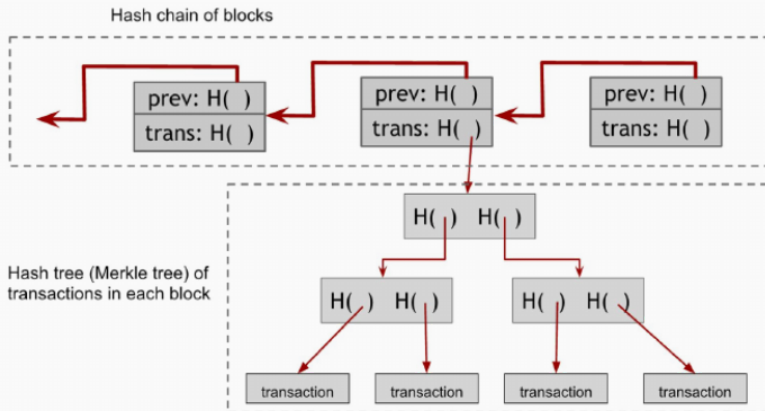 Hash chain of blocks
prev: H( )
trans: H( )
prev: H( )
trans: H( )
prev: H( )
trans: H( )
H( ) H( )
Hash tree (Merkle tree) of
transactions in each block
H( ) H( )
H( ) H( )
transaction
transaction
transaction
transaction